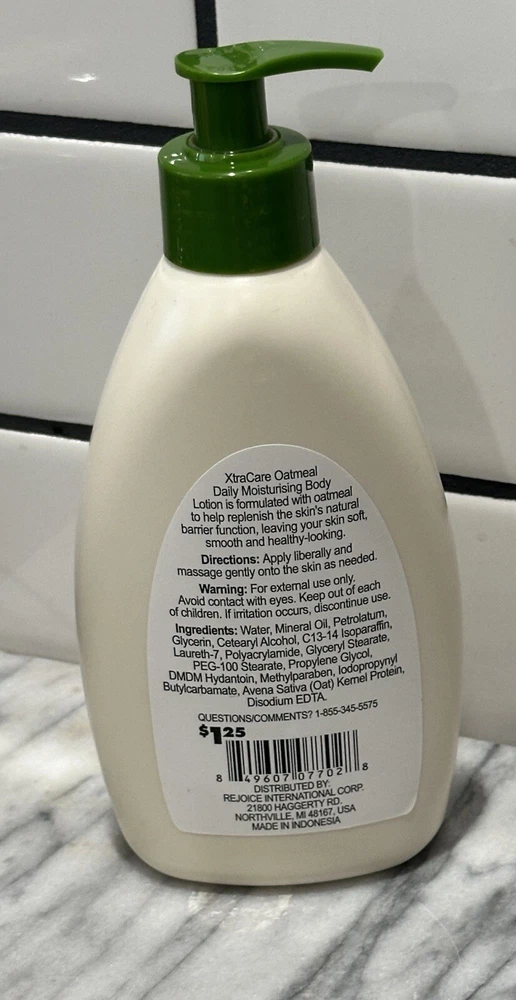 XtraCare Oatmeal
Daily Moisturising Body
Lotion is formulated with oatmeal
to help replenish the skin's natural
barrier function, leaving your skin soft,
smooth and healthy-looking.
Directions: Apply liberally and
massage gently onto the skin as needed.
Warning: For external use only.
Avoid contact with eyes. Keep out of each
of children. If irritation occurs, discontinue use.
Ingredients: Water, Mineral Oil, Petrolatum,
Glycerin, Cetearyl Alcohol, C13-14 Isoparaffin,
Laureth-7, Polyacrylamide, Glyceryl Stearate,
PEG-100 Stearate, Propylene Glycol,
DMDM Hydantoin, Methylparaben, Iodopropynyl
Butylcarbamate, Avena Sativa (Oat) Kernel Protein,
Disodium EDTA.
QUESTIONS/COMMENTS? 1-855-345-5575
$1.25
8 49607 07702 8
DISTRIBUTED BY:
REJOICE INTERNATIONAL CORP.
21800 HAGGERTY RD.
NORTHVILLE, MI 48167, USA
MADE IN INDONESIA